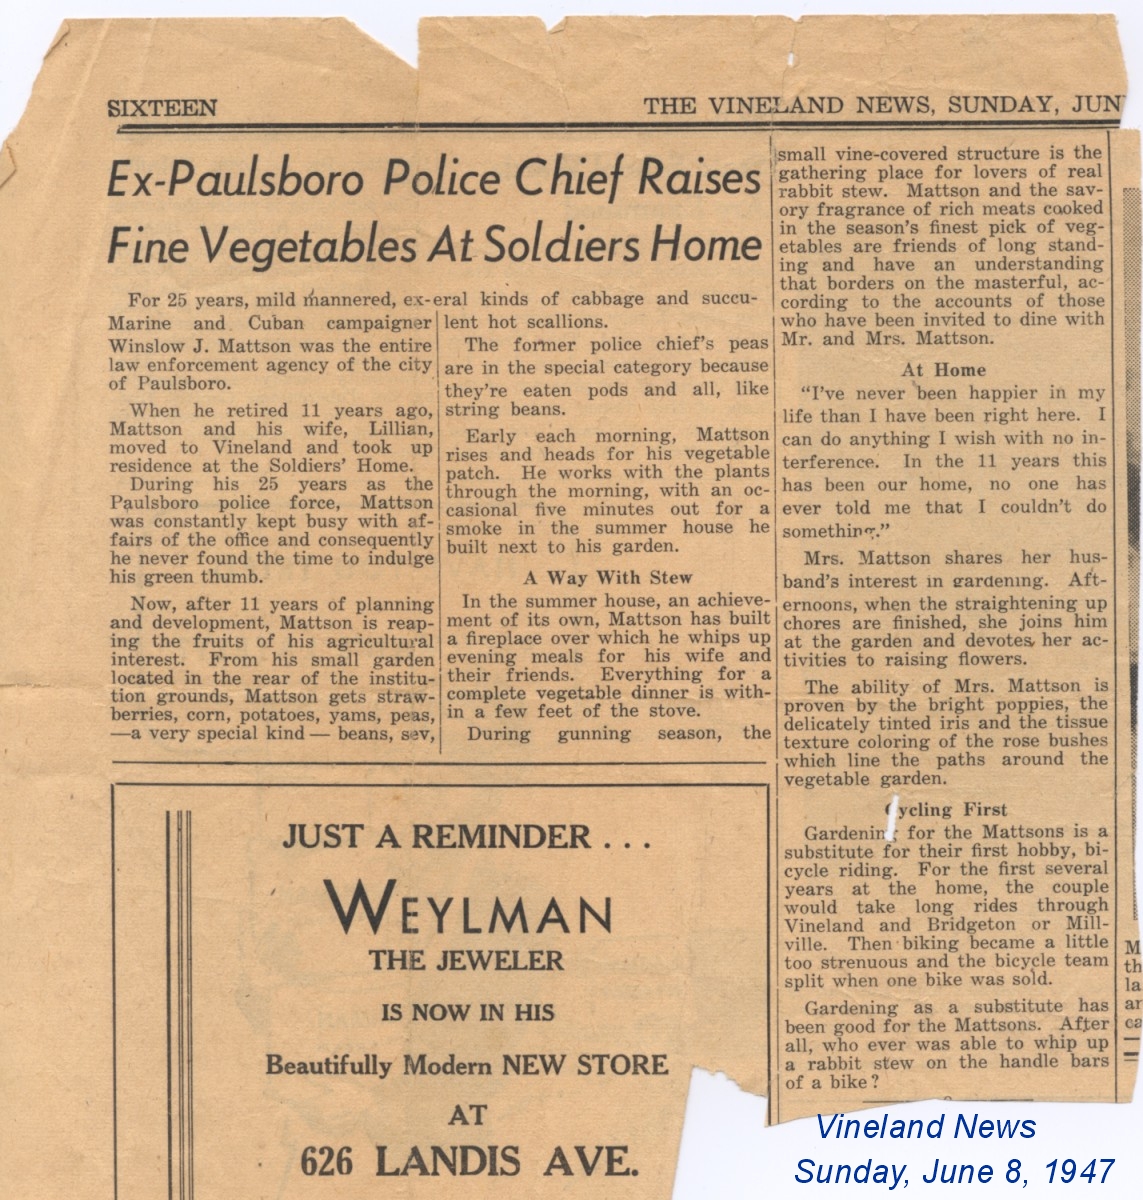 SIXTEEN
THE VINELAND NEWS, SUNDAY, JUN
Ex-Paulsboro Police Chief Raises
Fine Vegetables At Soldiers Home
For 25 years, mild mannered, ex-
Marine and Cuban campaigner
Winslow J. Mattson was the entire
law enforcement agency of the city
of Paulsboro.
When he retired 11 years ago,
Mattson and his wife, Lillian,
moved to Vineland and took up
residence at the Soldiers' Home.
During his 25 years as the
Paulsboro police force, Mattson
was constantly kept busy with af-
fairs of the office and consequently
he never found the time to indulge
his green thumb.
Now, after 11 years of planning
and development, Mattson is reap-
ing the fruits of his agricultural
interest. From his small garden
located in the rear of the institu-
tion grounds, Mattson gets straw-
berries, corn, potatoes, yams, peas,
—a very special kind — beans, sev,
eral kinds of cabbage and succu-
lent hot scallions.
The former police chief's peas
are in the special category because
they're eaten pods and all, like
string beans.
Early each morning, Mattson
rises and heads for his vegetable
patch. He works with the plants
through the morning, with an oc-
casional five minutes out for a
smoke in the summer house he
built next to his garden.
A Way With Stew
In the summer house, an achieve-
ment of its own, Mattson has built
a fireplace over which he whips up
evening meals for his wife and
their friends. Everything for a
complete vegetable dinner is with-
in a few feet of the stove.
During gunning season, the
small vine-covered structure is the
gathering place for lovers of real
rabbit stew. Mattson and the sav-
ory fragrance of rich meats cooked
in the season's finest pick of veg-
etables are friends of long stand-
ing and have an understanding
that borders on the masterful, ac-
cording to the accounts of those
who have been invited to dine with
Mr. and Mrs. Mattson.
At Home
"I've never been happier in my
life than I have been right here. I
can do anything I wish with no in-
terference. In the 11 years this
has been our home, no one has
ever told me that I couldn't do
something."
Mrs. Mattson shares her hus-
band's interest in gardening. Aft-
ernoons, when the straightening up
chores are finished, she joins him
at the garden and devotes her ac-
tivities to raising flowers.
The ability of Mrs. Mattson is
proven by the bright poppies, the
delicately tinted iris and the tissue
texture coloring of the rose bushes
which line the paths around the
vegetable garden.
Cycling First
Gardening for the Mattsons is a
substitute for their first hobby, bi-
cycle riding. For the first several
years at the home, the couple
would take long rides through
Vineland and Bridgeton or Mill-
ville. Then biking became a little
too strenuous and the bicycle team
split when one bike was sold.
Gardening as a substitute has
been good for the Mattsons. After
all, who ever was able to whip up
a rabbit stew on the handle bars
of a bike?
JUST A REMINDER . . .
WEYLMAN
THE JEWELER
IS NOW IN HIS
Beautifully Modern NEW STORE
AT
626 LANDIS AVE.
M
th
la
ar
ca
Vineland News
Sunday, June 8, 1947